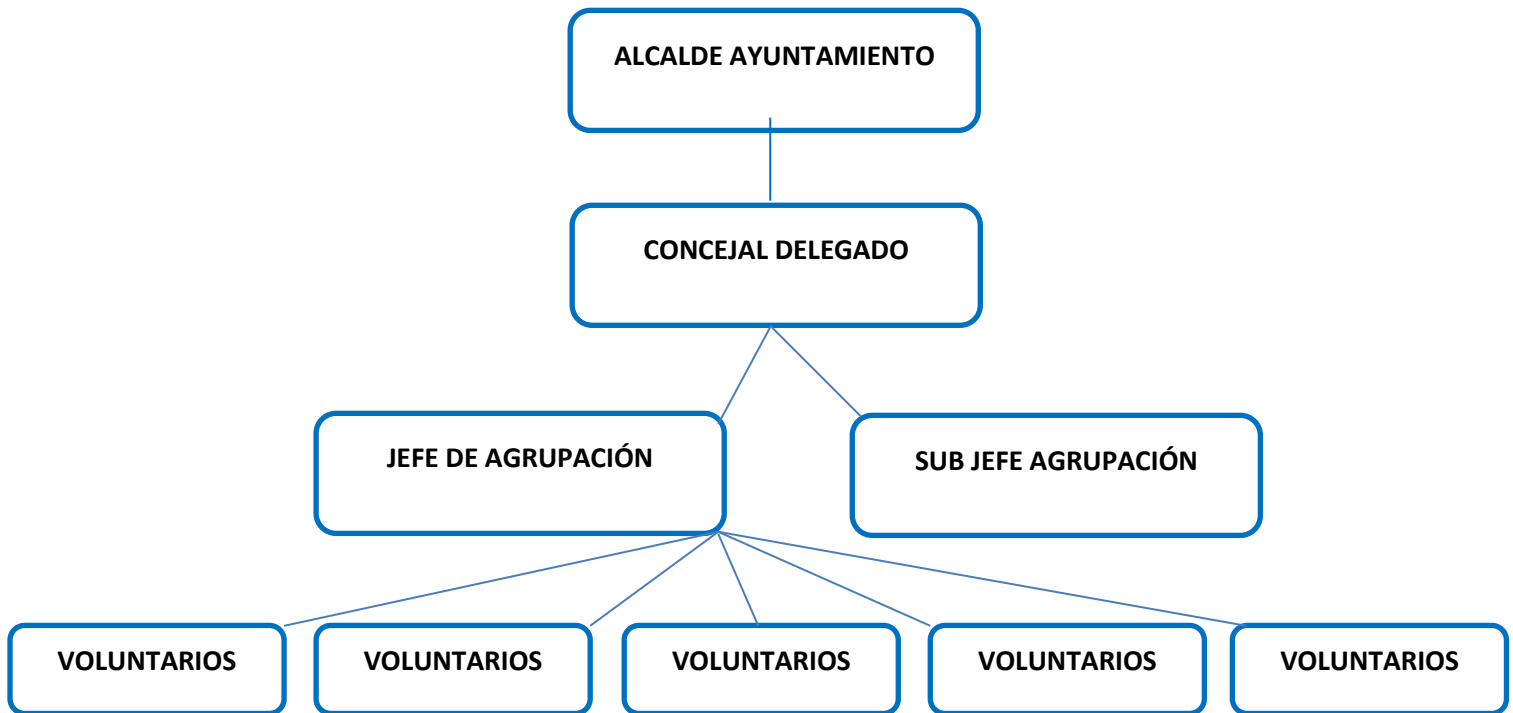 ALCALDE AYUNTAMIENTO
CONCEJAL DELEGADO
JEFE DE AGRUPACIÓN
SUB JEFE AGRUPACIÓN
VOLUNTARIOS
VOLUNTARIOS
VOLUNTARIOS
VOLUNTARIOS
VOLUNTARIOS